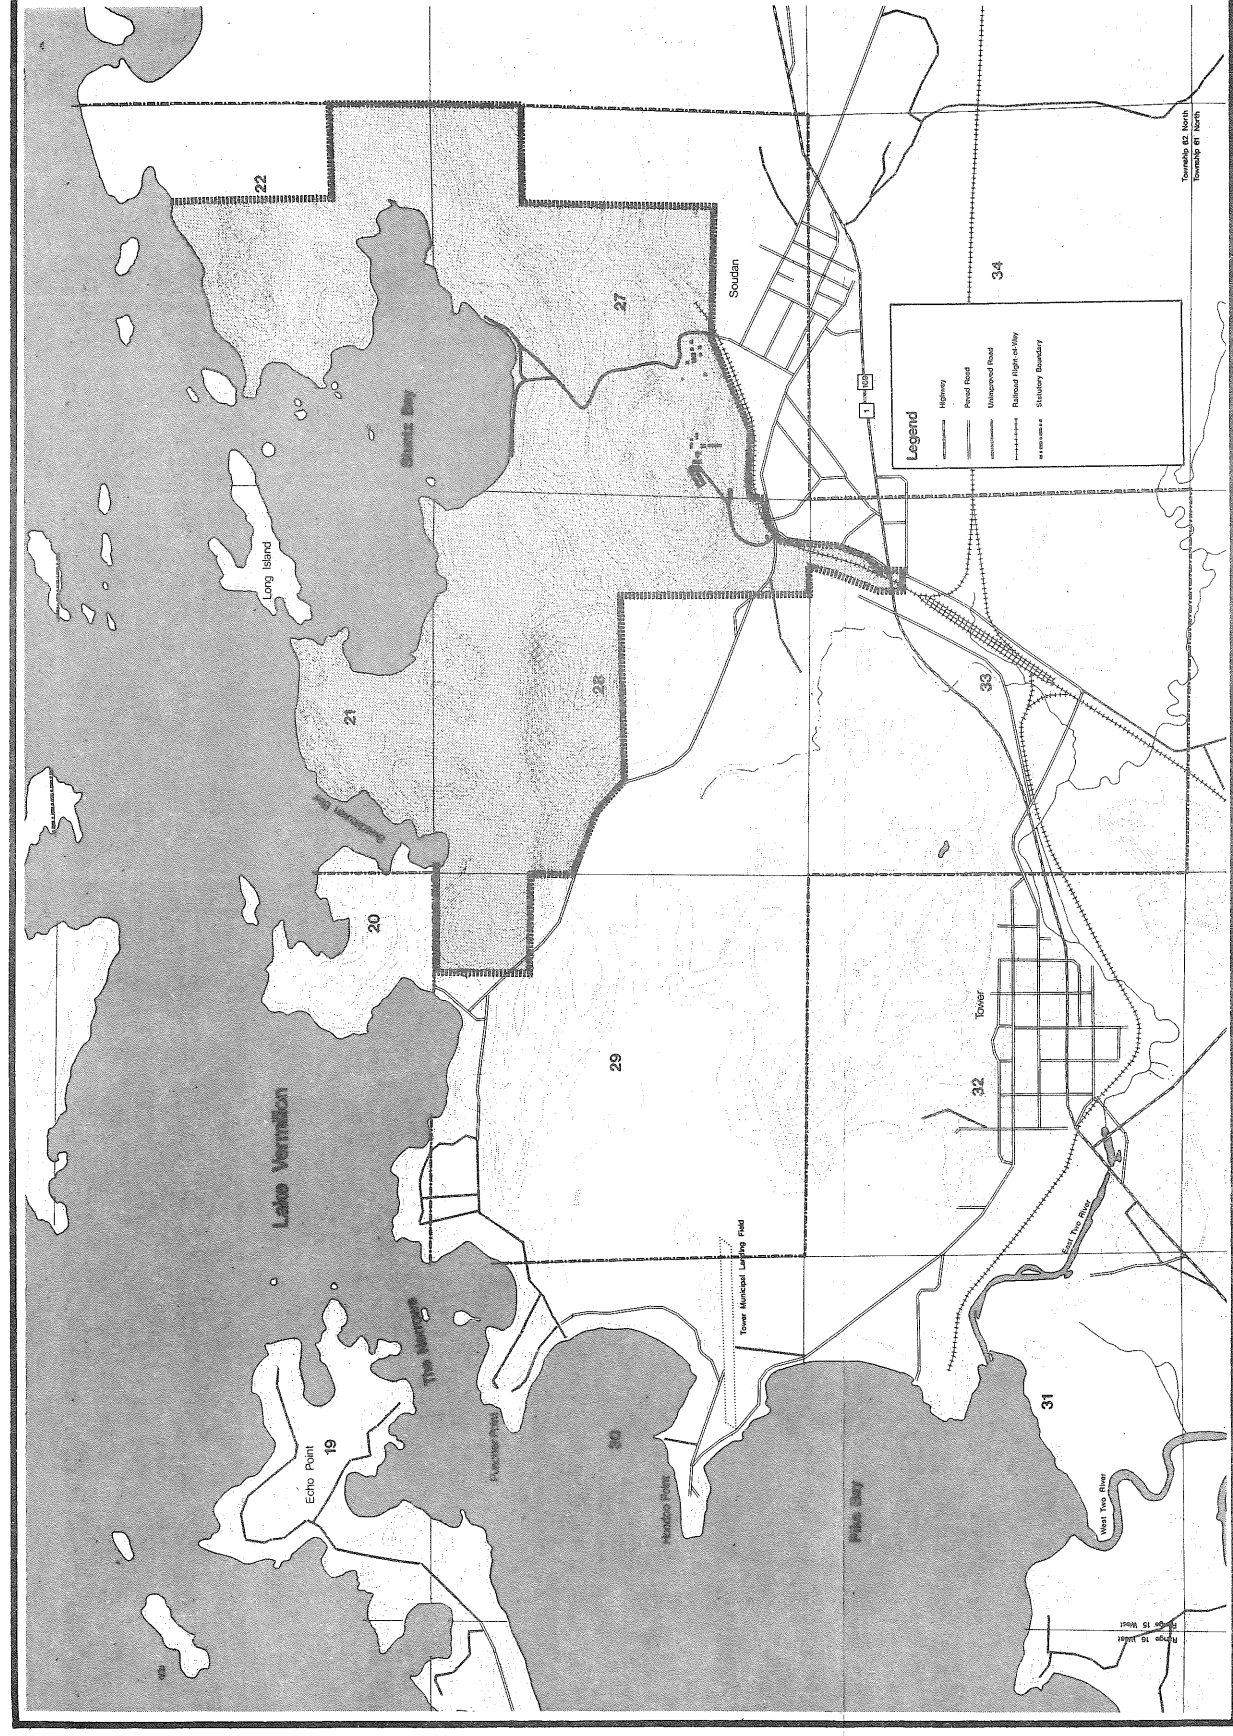 22
Township 62 North
Township 61 North
27
Soudan
34
Stuntz Bay
1
169
Legend
Highway
Paved Road
Unimproved Road
Railroad Right-of-Way
Statutory Boundary
Long Island
21
28
33
20
Lake Vermilion
29
Tower
32
The Narrows
Tower Municipal Landing Field
East Two River
Echo Point
19
30
31
Hoodoo Point
Pike Bay
West Two River
Range 15 West
Range 16 West